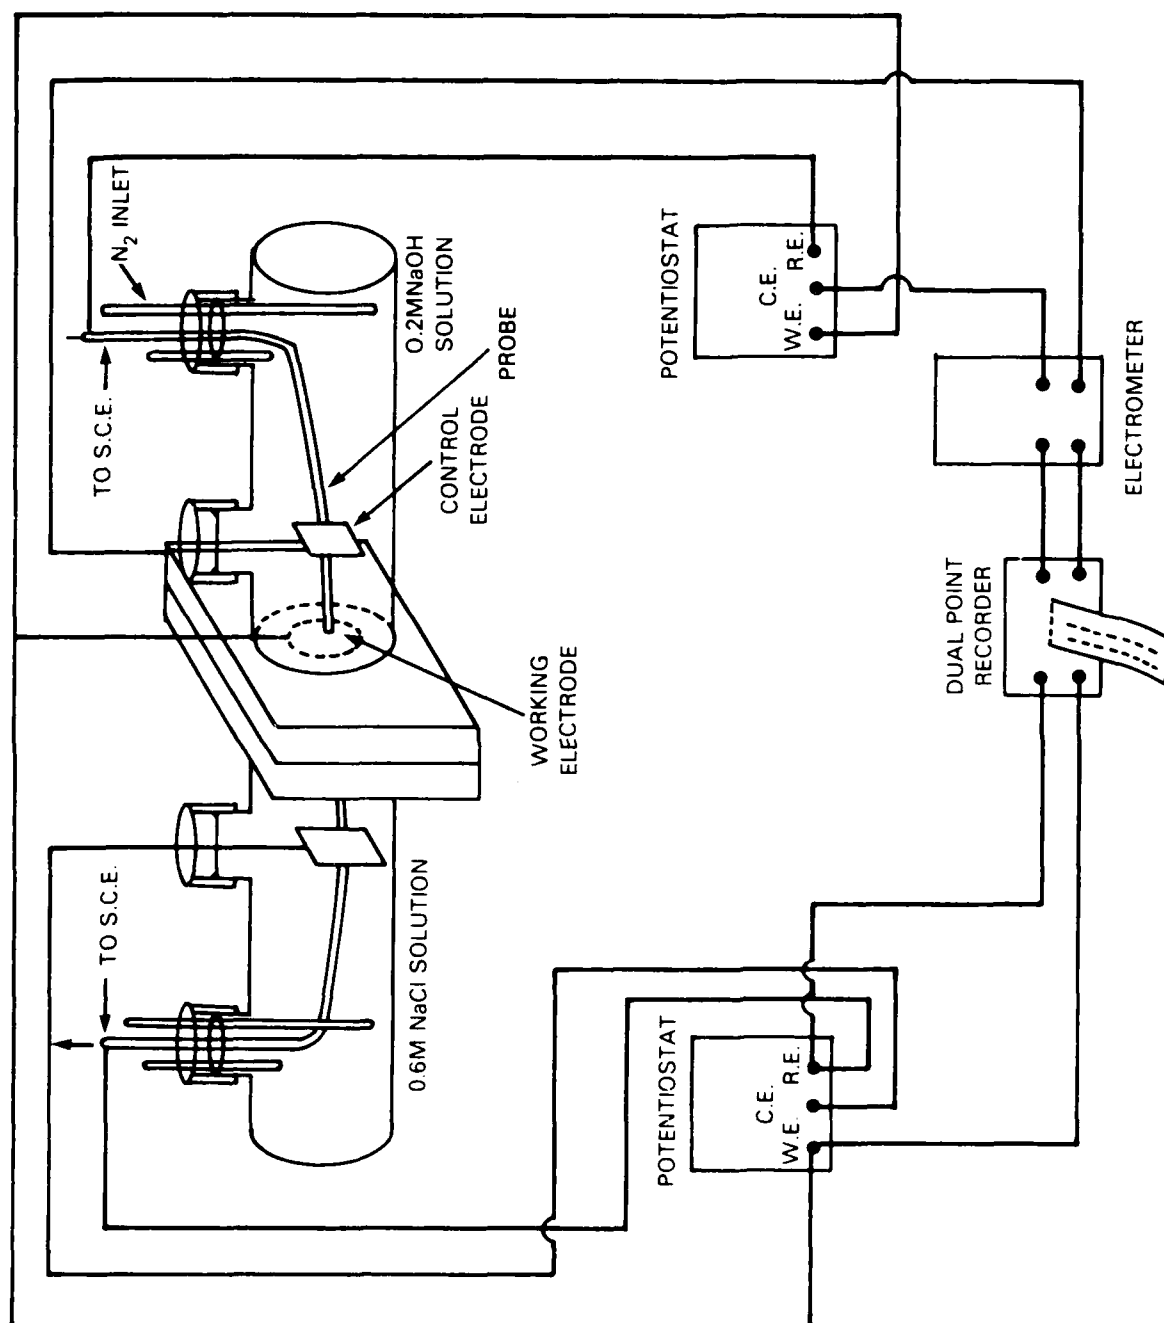 TO S.C.E.
0.6M NaCl SOLUTION
TO S.C.E.
N2 INLET
0.2MNaOH
SOLUTION
PROBE
CONTROL
ELECTRODE
WORKING
ELECTRODE
POTENTIOSTAT
W.E.
C.E.
R.E.
POTENTIOSTAT
W.E.
C.E.
R.E.
DUAL POINT
RECORDER
ELECTROMETER